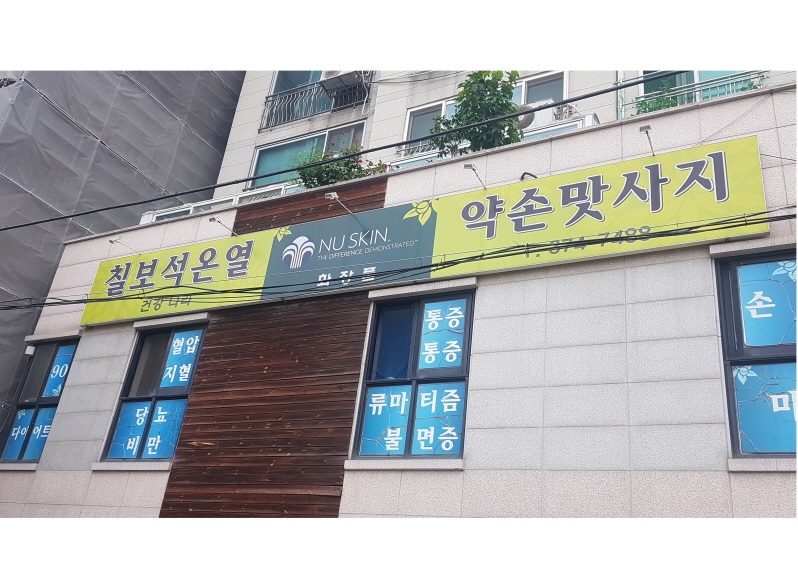 칠보석온열
건강나라
NU SKIN
THE DIFFERENCE DEMONSTRATED™
화장품
약손맛사지
T. 374-7488
90
다이어트
혈압
지혈
당뇨
비만
통증
통증
류마티즘
불면증
손
마